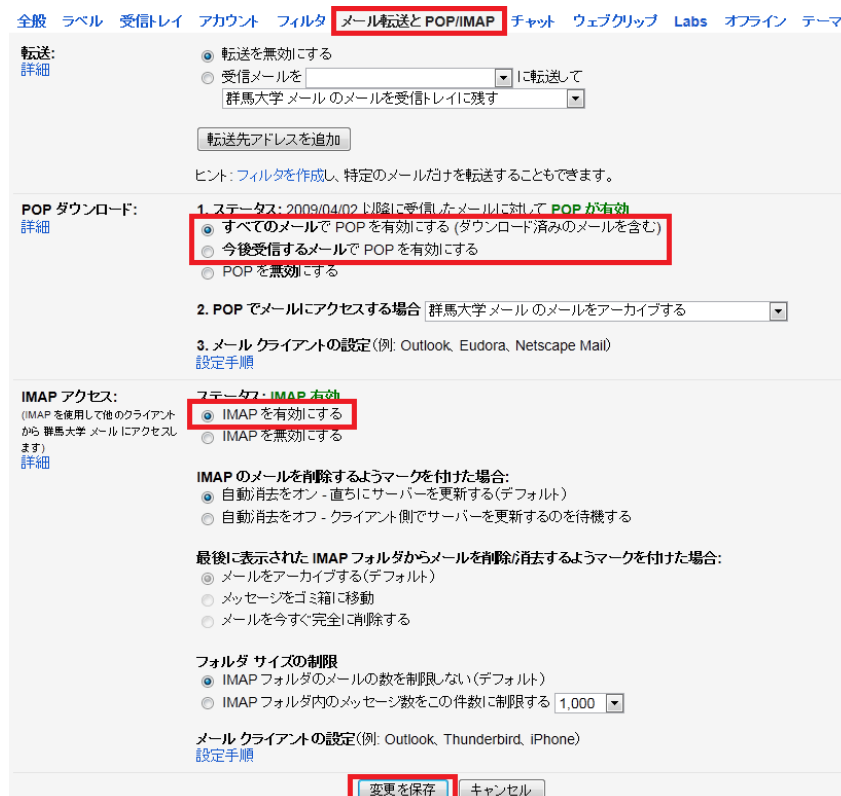 全般 ラベル 受信トレイ アカウント フィルタ メール転送と POP/IMAP チャット ウェブクリップ Labs オフライン テーマ
転送:
詳細
転送を無効にする
受信メールを に転送して
群馬大学 メール のメールを受信トレイに残す
転送先アドレスを追加
ヒント: フィルタを作成し、特定のメールだけを転送することもできます。
POP ダウンロード:
詳細
1. ステータス: 2009/04/02 以降に受信したメールに対して POP が有効
すべてのメールで POP を有効にする (ダウンロード済みのメールを含む)
今後受信するメールで POP を有効にする
POP を無効にする
2. POP でメールにアクセスする場合 群馬大学 メール のメールをアーカイブする
3. メール クライアントの設定(例: Outlook、Eudora、Netscape Mail)
設定手順
IMAP アクセス:
(IMAP を使用して他のクライアント
から 群馬大学 メール にアクセスし
ます)
詳細
ステータス: IMAP 有効
IMAP を有効にする
IMAP を無効にする
IMAP のメールを削除するようマークを付けた場合:
自動消去をオン - 直ちにサーバーを更新する(デフォルト)
自動消去をオフ - クライアント側でサーバーを更新するのを待機する
最後に表示された IMAP フォルダからメールを削除/消去するようマークを付けた場合:
メールをアーカイブする(デフォルト)
メッセージをゴミ箱に移動
メールを今すぐ完全に削除する
フォルダ サイズの制限
IMAP フォルダのメールの数を制限しない(デフォルト)
IMAP フォルダ内のメッセージ数をこの件数に制限する 1,000
メール クライアントの設定(例: Outlook、Thunderbird、iPhone)
設定手順
変更を保存 キャンセル